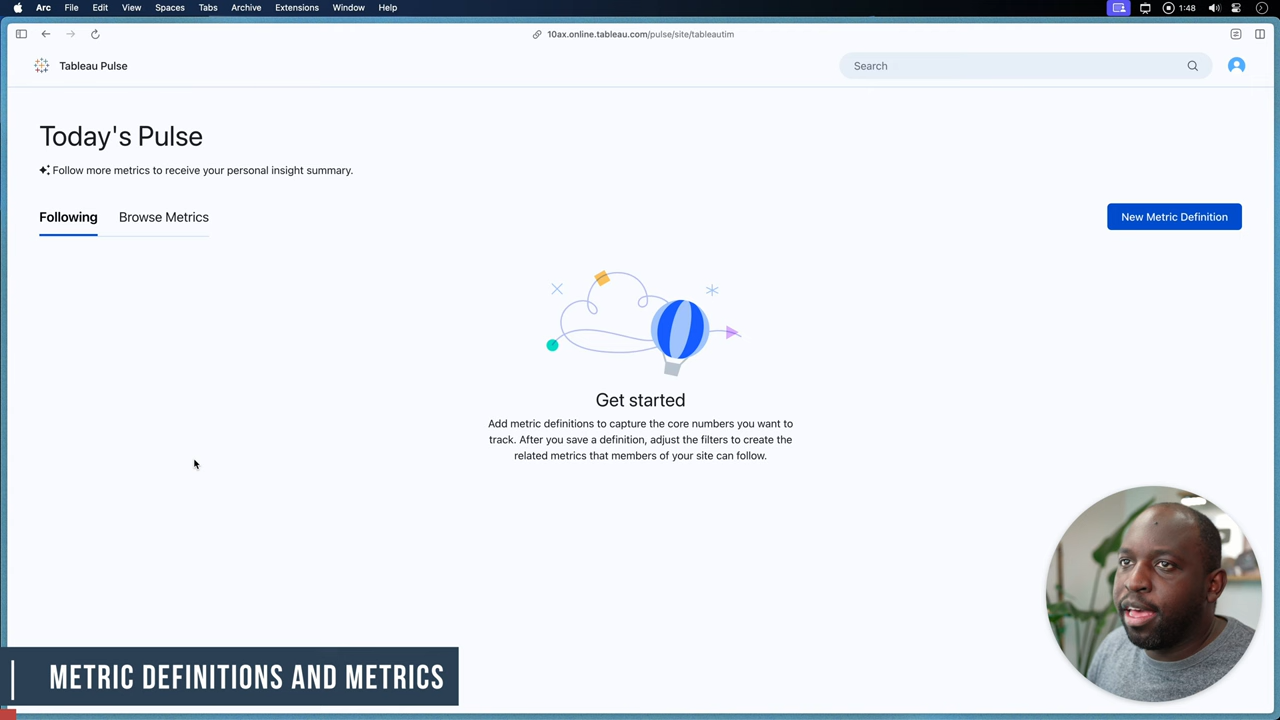 Arc File Edit View Spaces Tabs Archive Extensions Window Help 1:48
10ax.online.tableau.com/pulse/site/tableautim
Tableau Pulse
Search
Today's Pulse
Follow more metrics to receive your personal insight summary.
Following Browse Metrics
New Metric Definition
Get started
Add metric definitions to capture the core numbers you want to
track. After you save a definition, adjust the filters to create the
related metrics that members of your site can follow.
METRIC DEFINITIONS AND METRICS